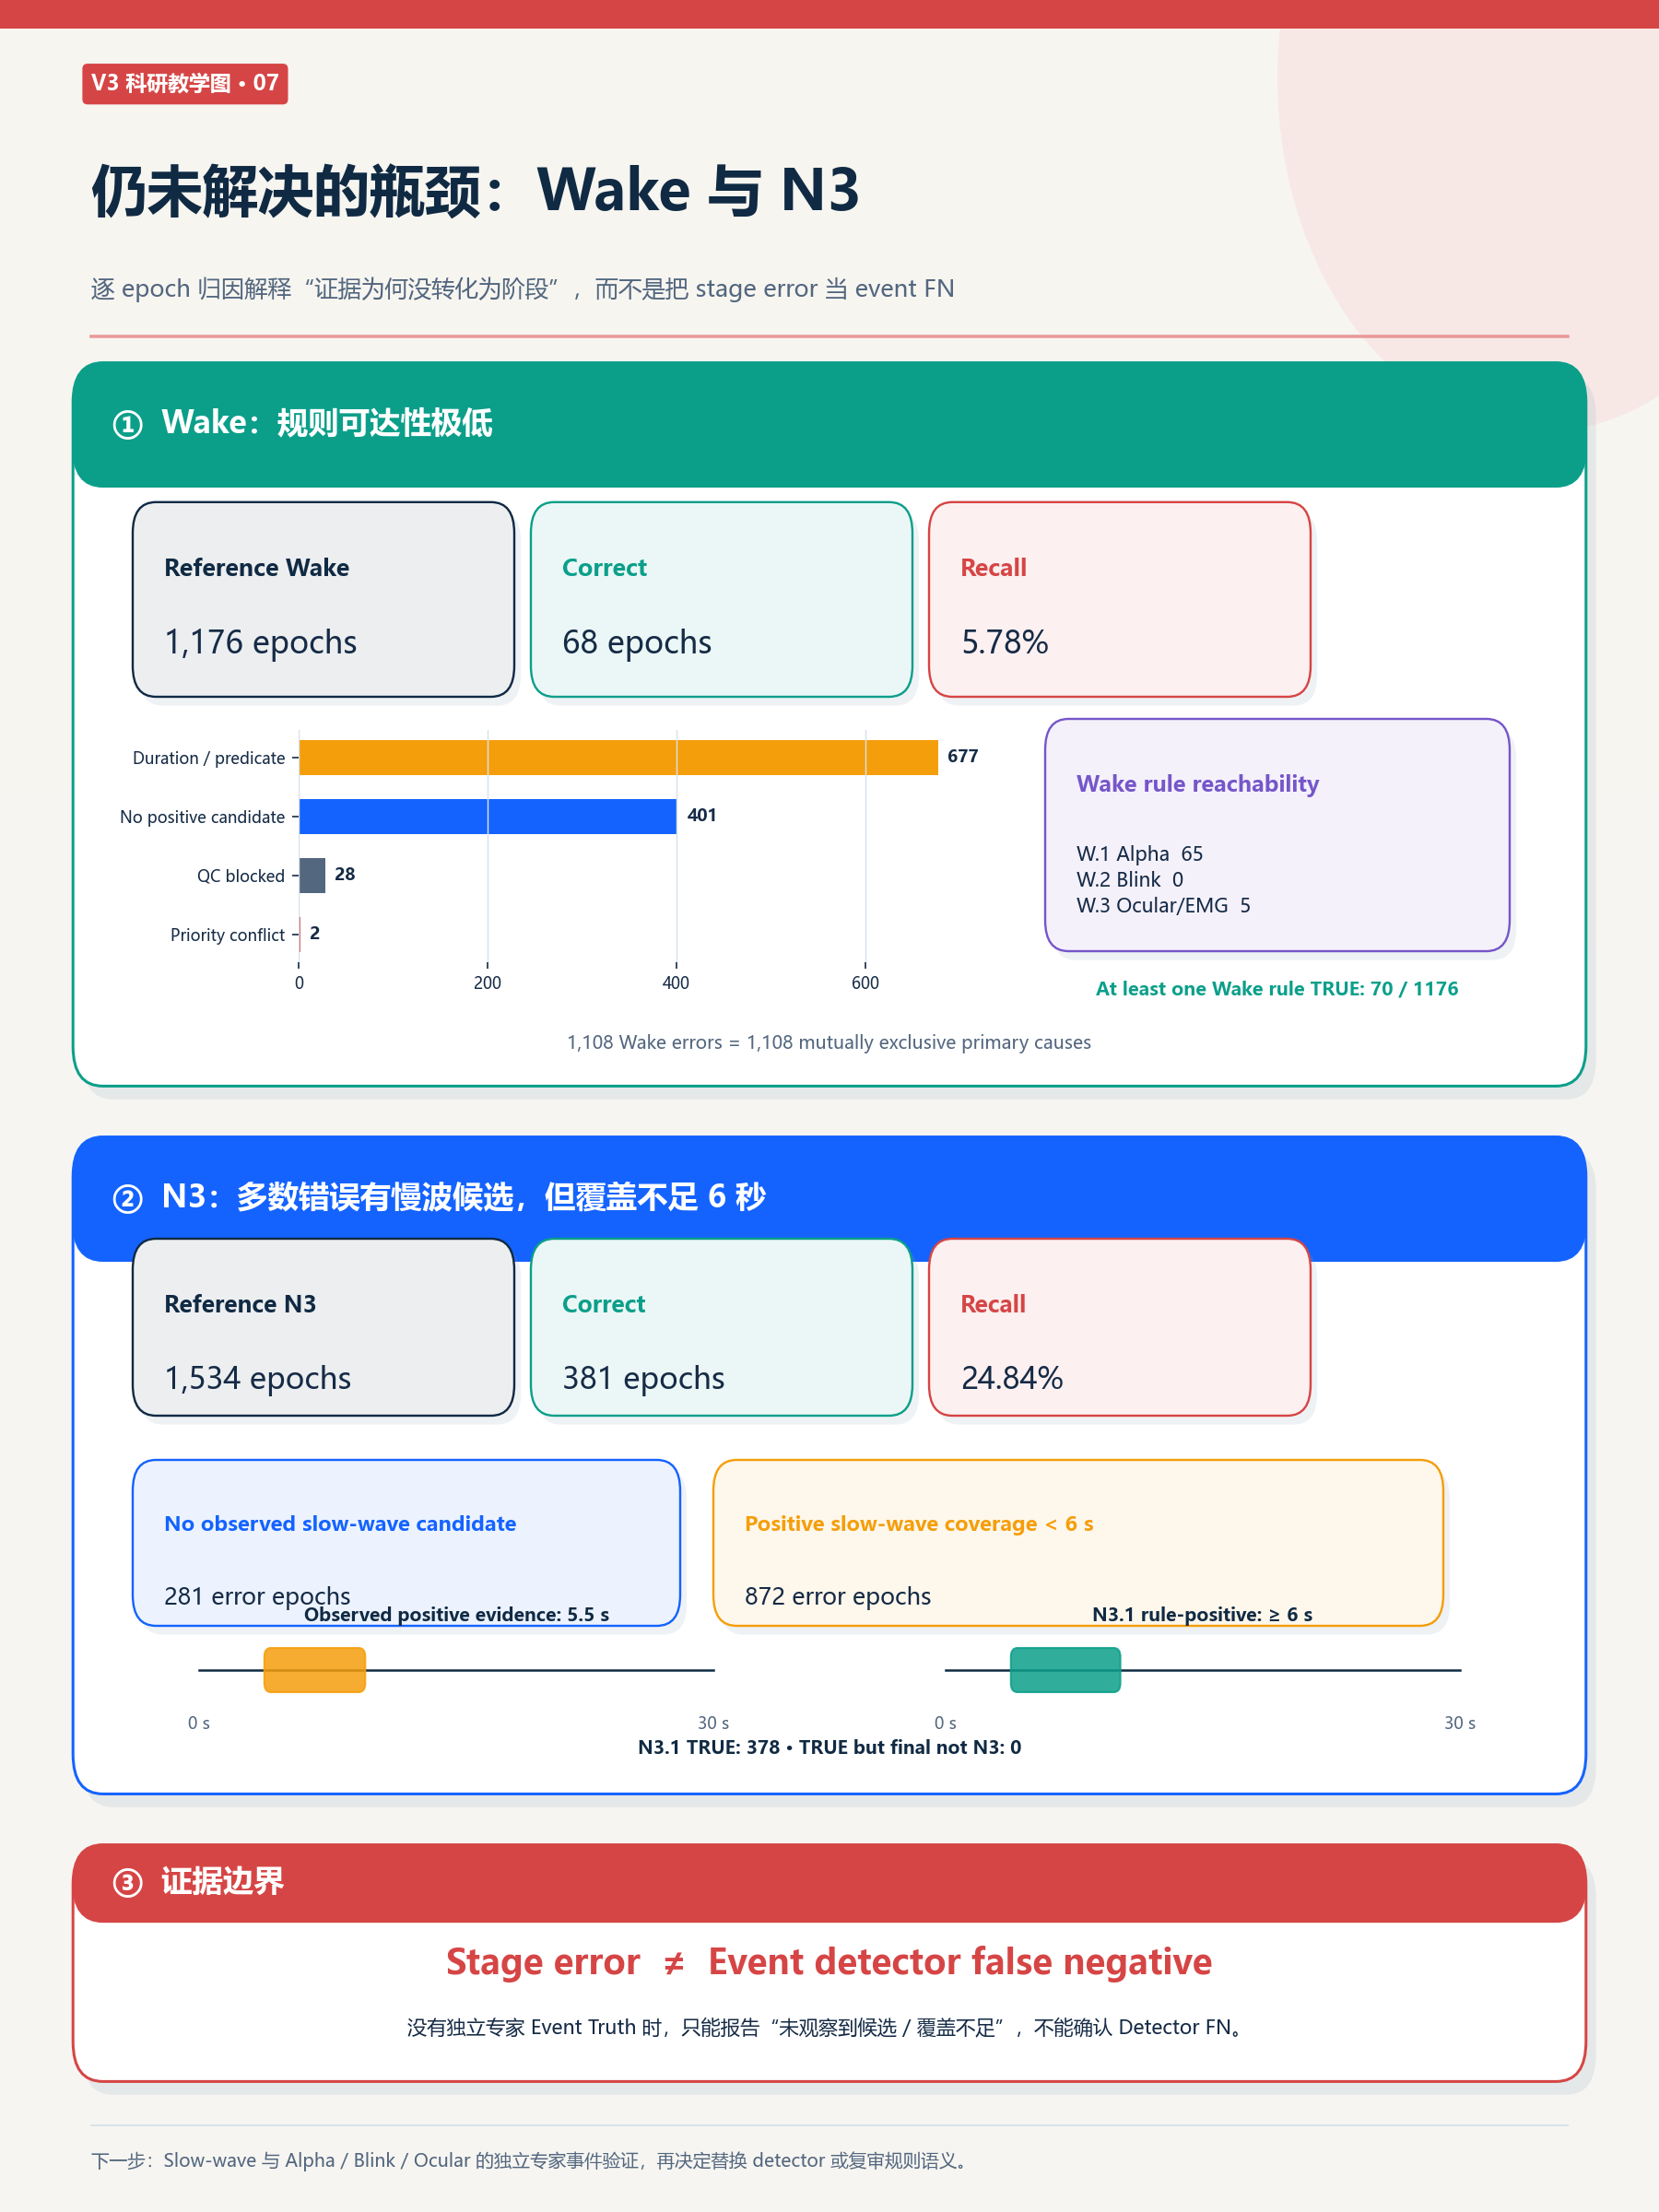 V3 科研教学图 • 07
仍未解决的瓶颈：Wake 与 N3
逐 epoch 归因解释“证据为何没转化为阶段”，而不是把 stage error 当 event FN
① Wake：规则可达性极低
Reference Wake
1,176 epochs
Correct
68 epochs
Recall
5.78%
Duration / predicate
677
No positive candidate
401
QC blocked
28
Priority conflict
2
0 200 400 600
Wake rule reachability
W.1 Alpha 65
W.2 Blink 0
W.3 Ocular/EMG 5
At least one Wake rule TRUE: 70 / 1176
1,108 Wake errors = 1,108 mutually exclusive primary causes
② N3：多数错误有慢波候选，但覆盖不足 6 秒
Reference N3
1,534 epochs
Correct
381 epochs
Recall
24.84%
No observed slow-wave candidate
281 error epochs
Positive slow-wave coverage < 6 s
872 error epochs
Observed positive evidence: 5.5 s
0 s 30 s
N3.1 rule-positive: ≥ 6 s
0 s 30 s
N3.1 TRUE: 378 • TRUE but final not N3: 0
③ 证据边界
Stage error ≠ Event detector false negative
没有独立专家 Event Truth 时，只能报告“未观察到候选 / 覆盖不足”，不能确认 Detector FN。
下一步：Slow-wave 与 Alpha / Blink / Ocular 的独立专家事件验证，再决定替换 detector 或复审规则语义。